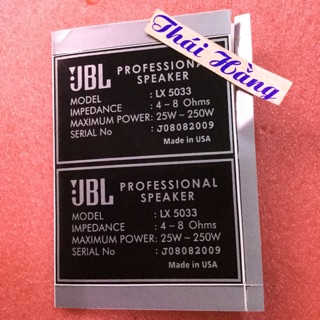 Thái Hằng
JBL PROFESSIONAL
SPEAKER
MODEL : LX 5033
IMPEDANCE : 4~8 Ohms
MAXIMUM POWER: 25W~250W
SERIAL No : J08082009
Made in USA
JBL PROFESSIONAL
SPEAKER
MODEL : LX 5033
IMPEDANCE : 4~8 Ohms
MAXIMUM POWER: 25W~250W
SERIAL No : J08082009
Made in USA